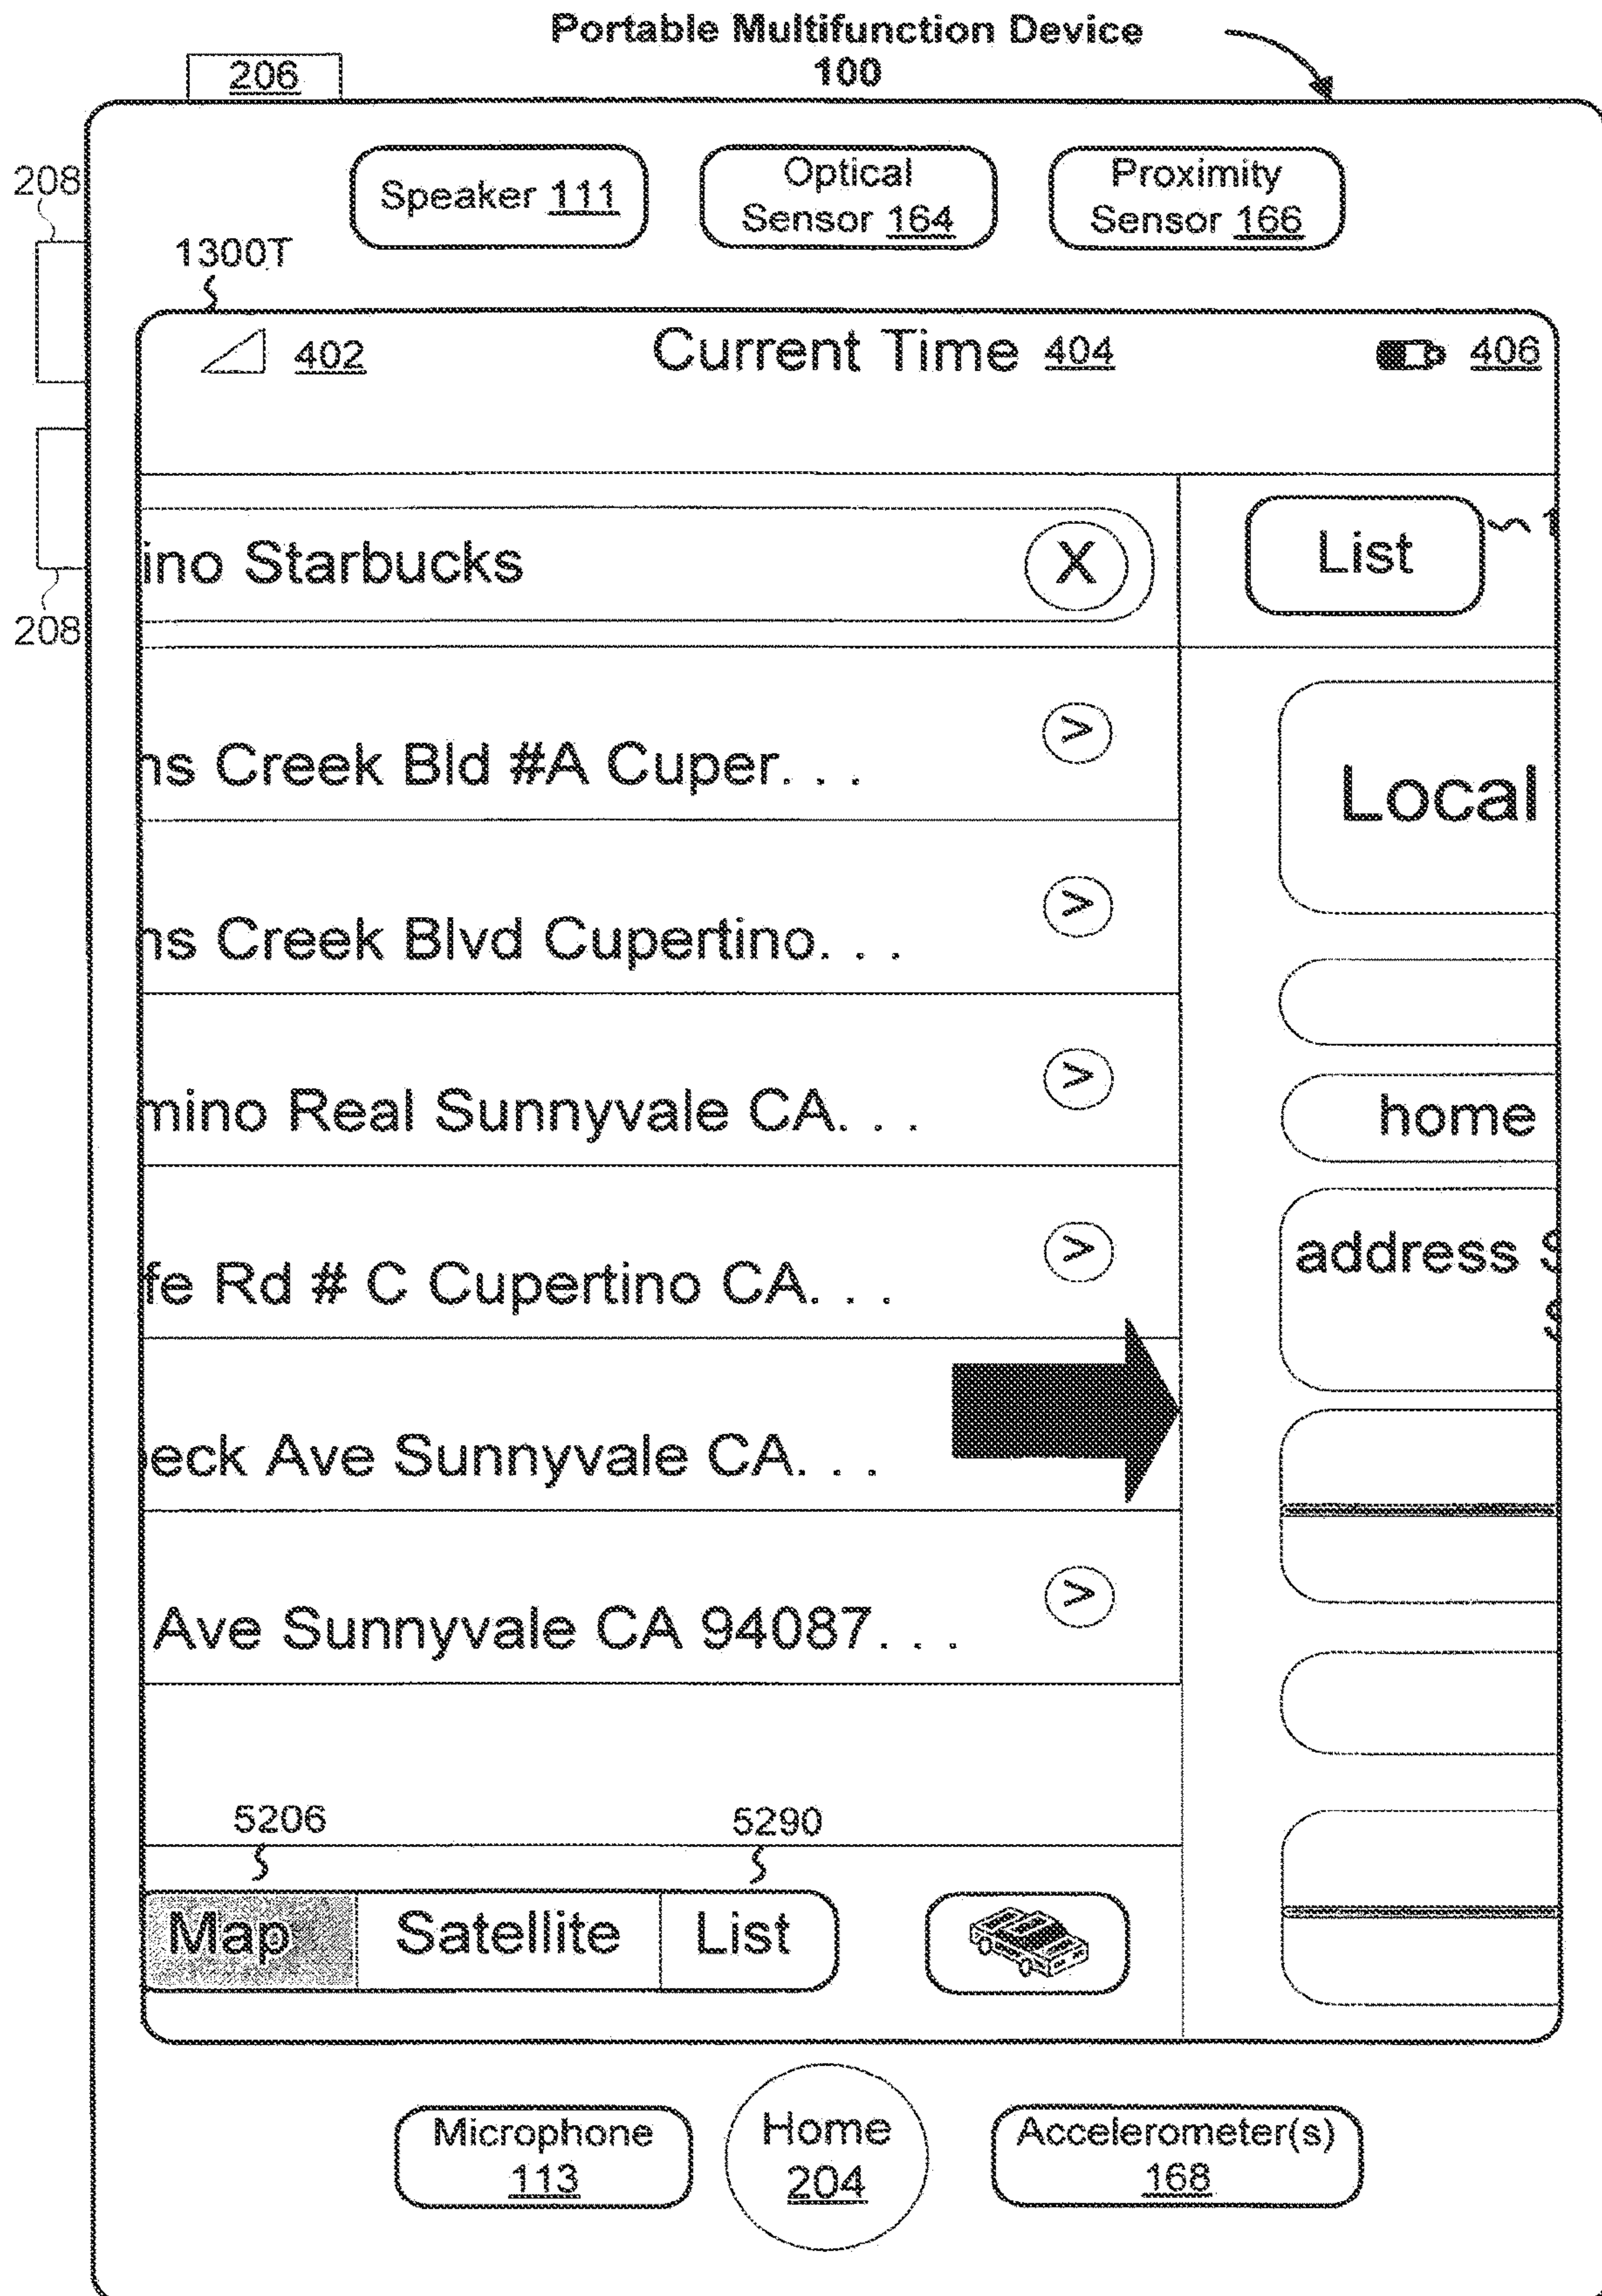 Portable Multifunction Device
100
206
208
Speaker 111
Optical
Sensor 164
Proximity
Sensor 166
1300T
402
Current Time 404
406
ino Starbucks
X
List
208
ns Creek Bld #A Cuper. . .
>
Local
ns Creek Blvd Cupertino. . .
>
mino Real Sunnyvale CA. . .
>
home
fe Rd # C Cupertino CA. . .
>
address S
S
eck Ave Sunnyvale CA. . .
Ave Sunnyvale CA 94087. . .
>
5206
5290
Map
Satellite
List
Microphone
113
Home
204
Accelerometer(s)
168